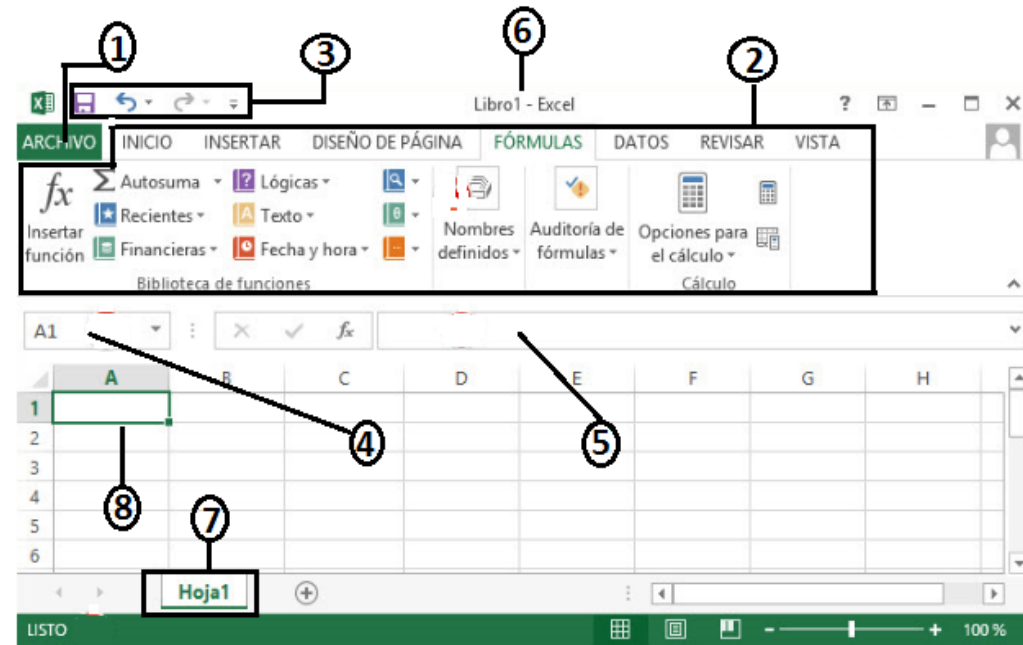 1 3 6 2
Libro1 - Excel ?
ARCHIVO INICIO INSERTAR DISEÑO DE PÁGINA FÓRMULAS DATOS REVISAR VISTA
fx Insertar función
Σ Autosuma
Recientes
Financieras
? Lógicas
A Texto
Fecha y hora
θ
Nombres definidos
Auditoría de fórmulas
Opciones para el cálculo
Biblioteca de funciones
Cálculo
A1 fx
A B C D E F G H
1
2
3
4
5
6
4 5
8 7
Hoja1
LISTO 100 %